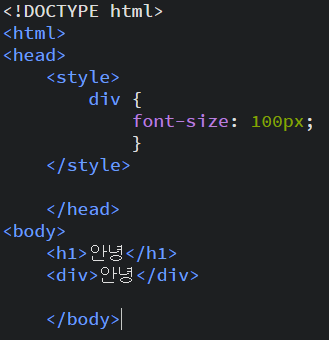 <!DOCTYPE html>
<html>
<head>
    <style>
        div {
            font-size: 100px;
            }
    </style>

    </head>
<body>
    <h1>안녕</h1>
    <div>안녕</div>

    </body>